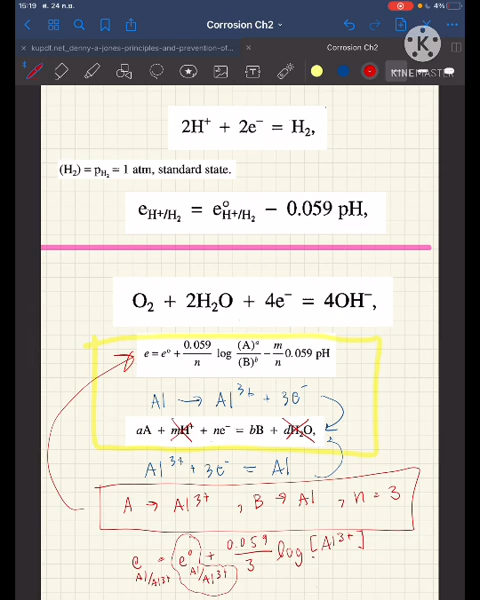 15:19 ส. 24 ก.ย. 4%
Corrosion Ch2
kupdf.net_denny-a-jones-principles-and-prevention-of... × Corrosion Ch2
K
KINEMASTER
2H⁺ + 2e⁻ = H₂,
(H₂) = p_H₂ = 1 atm, standard state.
e_H+/H₂ = e°_H+/H₂ − 0.059 pH,
O₂ + 2H₂O + 4e⁻ = 4OH⁻,
e = e° + 0.059/n log (A)ᵃ/(B)ᵇ − m/n 0.059 pH
Al → Al³⁺ + 3e⁻
aA + mH⁺ + ne⁻ = bB + dH₂O,
Al³⁺ + 3e⁻ = Al
A → Al³⁺ , B → Al , n = 3
e_Al/Al³⁺ = e°_Al/Al³⁺ + 0.059/3 log [Al³⁺]